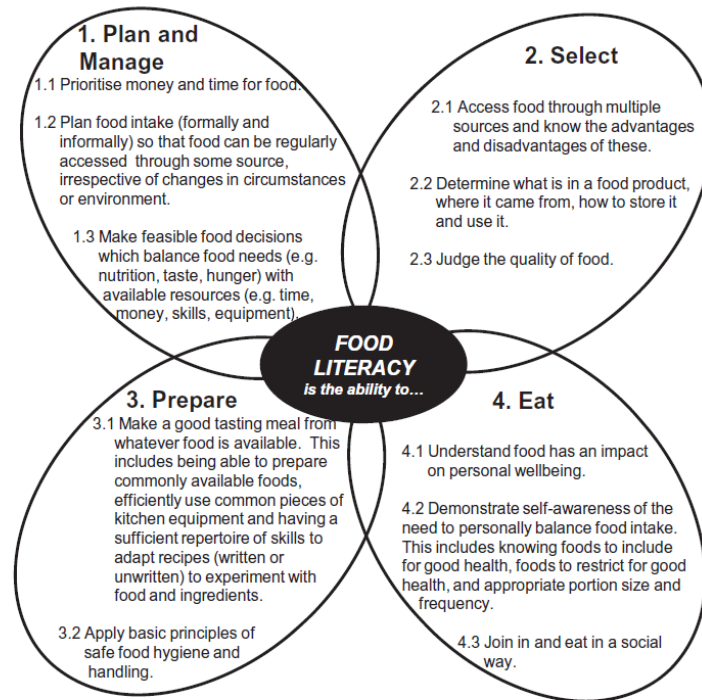 1. Plan and
Manage
1.1 Prioritise money and time for food.
1.2 Plan food intake (formally and
informally) so that food can be regularly
accessed through some source,
irrespective of changes in circumstances
or environment.
1.3 Make feasible food decisions
which balance food needs (e.g.
nutrition, taste, hunger) with
available resources (e.g. time,
money, skills, equipment).
2. Select
2.1 Access food through multiple
sources and know the advantages
and disadvantages of these.
2.2 Determine what is in a food product,
where it came from, how to store it
and use it.
2.3 Judge the quality of food.
FOOD
LITERACY
is the ability to…
3. Prepare
3.1 Make a good tasting meal from
whatever food is available. This
includes being able to prepare
commonly available foods,
efficiently use common pieces of
kitchen equipment and having a
sufficient repertoire of skills to
adapt recipes (written or
unwritten) to experiment with
food and ingredients.
3.2 Apply basic principles of
safe food hygiene and
handling.
4. Eat
4.1 Understand food has an impact
on personal wellbeing.
4.2 Demonstrate self-awareness of the
need to personally balance food intake.
This includes knowing foods to include
for good health, foods to restrict for good
health, and appropriate portion size and
frequency.
4.3 Join in and eat in a social
way.